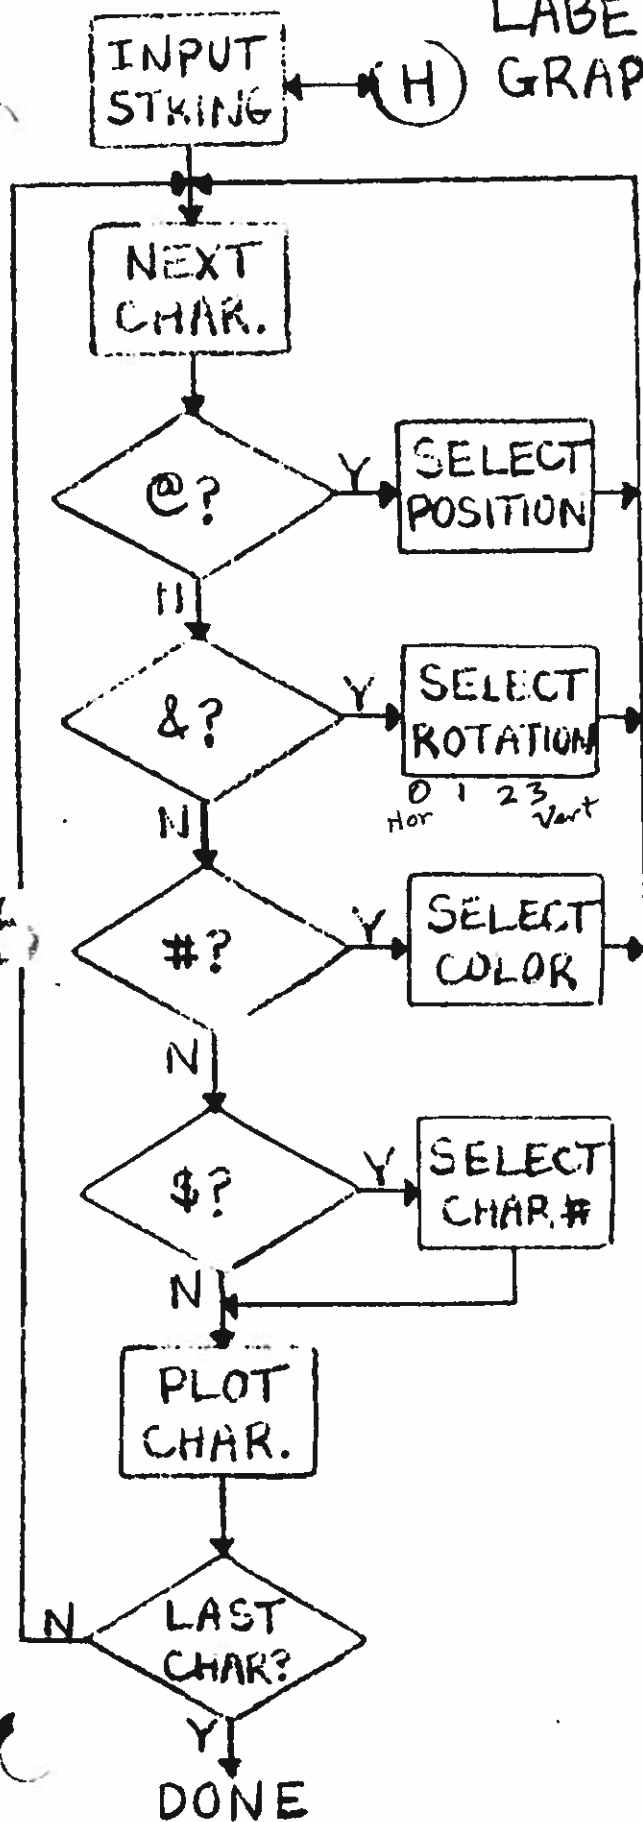 LABE
GRAP
INPUT
STRING
H
NEXT
CHAR.
@?
Y
SELECT
POSITION
N
&?
Y
SELECT
ROTATION
0 1 2 3
Hor Vert
N
#?
Y
SELECT
COLOR
N
$?
Y
SELECT
CHAR. #
N
PLOT
CHAR.
LAST
CHAR?
N
Y
DONE